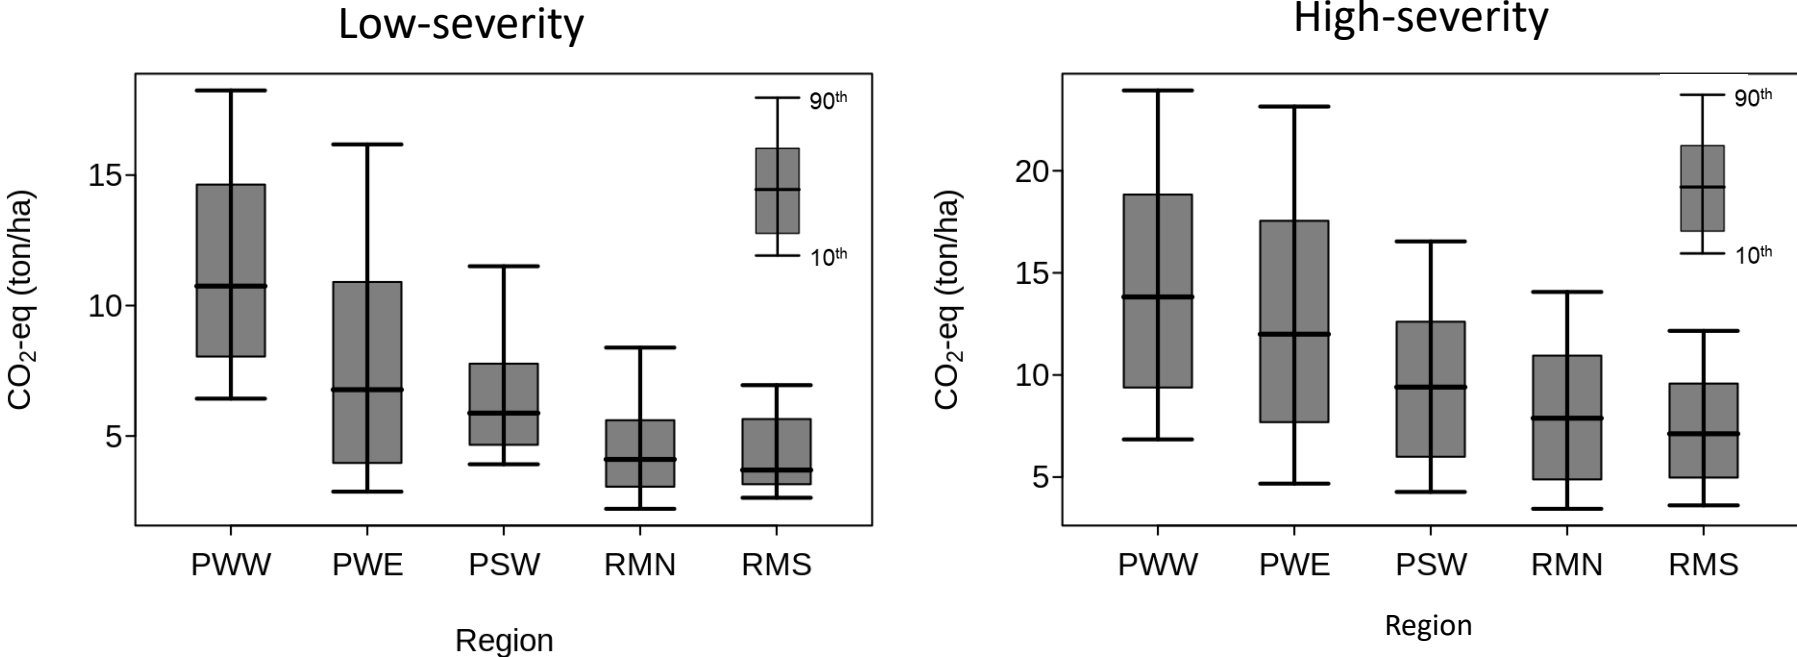 Low-severity
CO2-eq (ton/ha)
15
10
5
90th
10th
PWW PWE PSW RMN RMS
Region
High-severity
CO2-eq (ton/ha)
20
15
10
5
90th
10th
PWW PWE PSW RMN RMS
Region